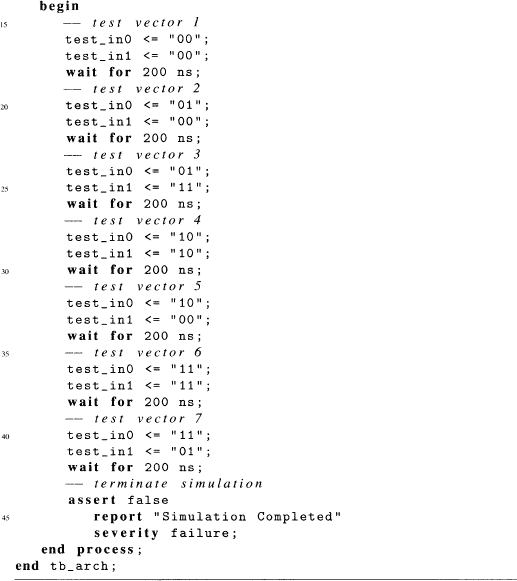 begin
15 -- test vector 1
test_in0 <= "00";
test_in1 <= "00";
wait for 200 ns;
-- test vector 2
20 test_in0 <= "01";
test_in1 <= "00";
wait for 200 ns;
-- test vector 3
test_in0 <= "01";
25 test_in1 <= "11";
wait for 200 ns;
-- test vector 4
test_in0 <= "10";
test_in1 <= "10";
30 wait for 200 ns;
-- test vector 5
test_in0 <= "10";
test_in1 <= "00";
wait for 200 ns;
35 -- test vector 6
test_in0 <= "11";
test_in1 <= "11";
wait for 200 ns;
-- test vector 7
40 test_in0 <= "11";
test_in1 <= "01";
wait for 200 ns;
-- terminate simulation
assert false
45 report "Simulation Completed"
severity failure;
end process;
end tb_arch;